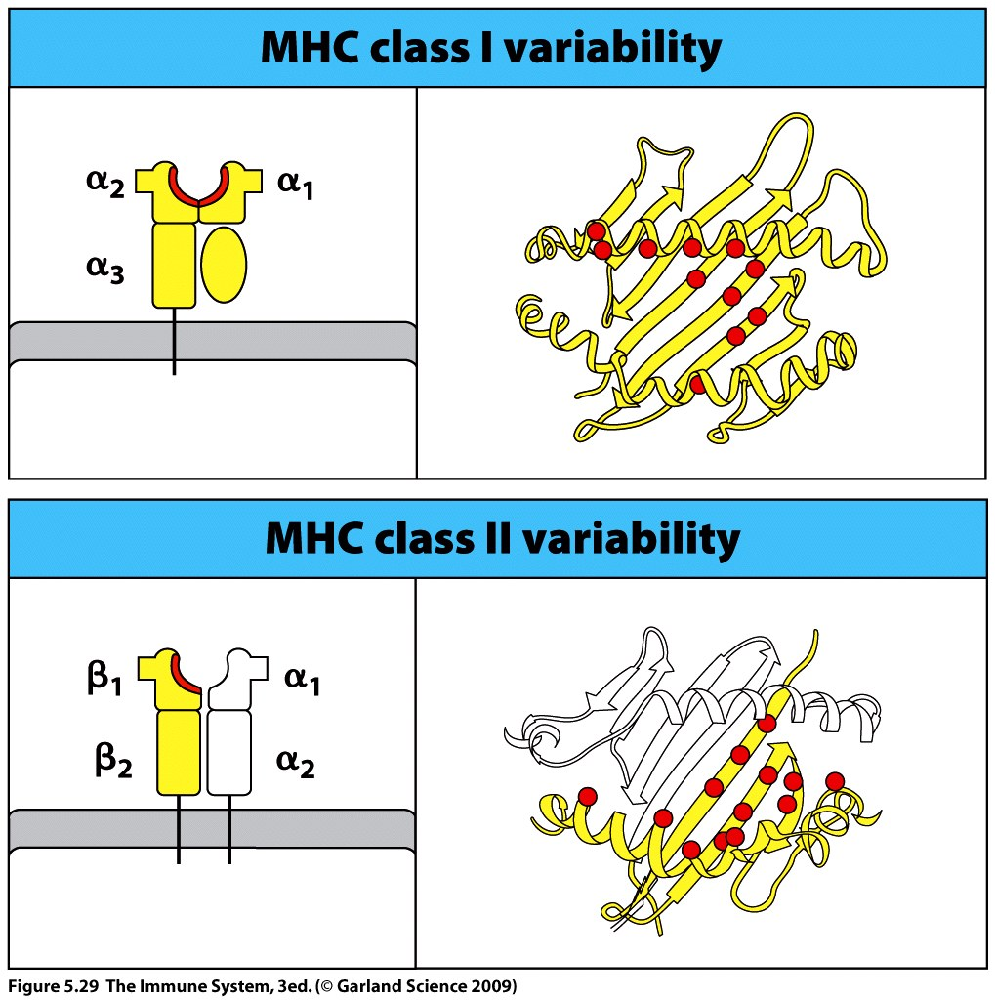 MHC class I variability
α2 α1
α3
MHC class II variability
β1 α1
β2 α2
Figure 5.29 The Immune System, 3ed. (© Garland Science 2009)